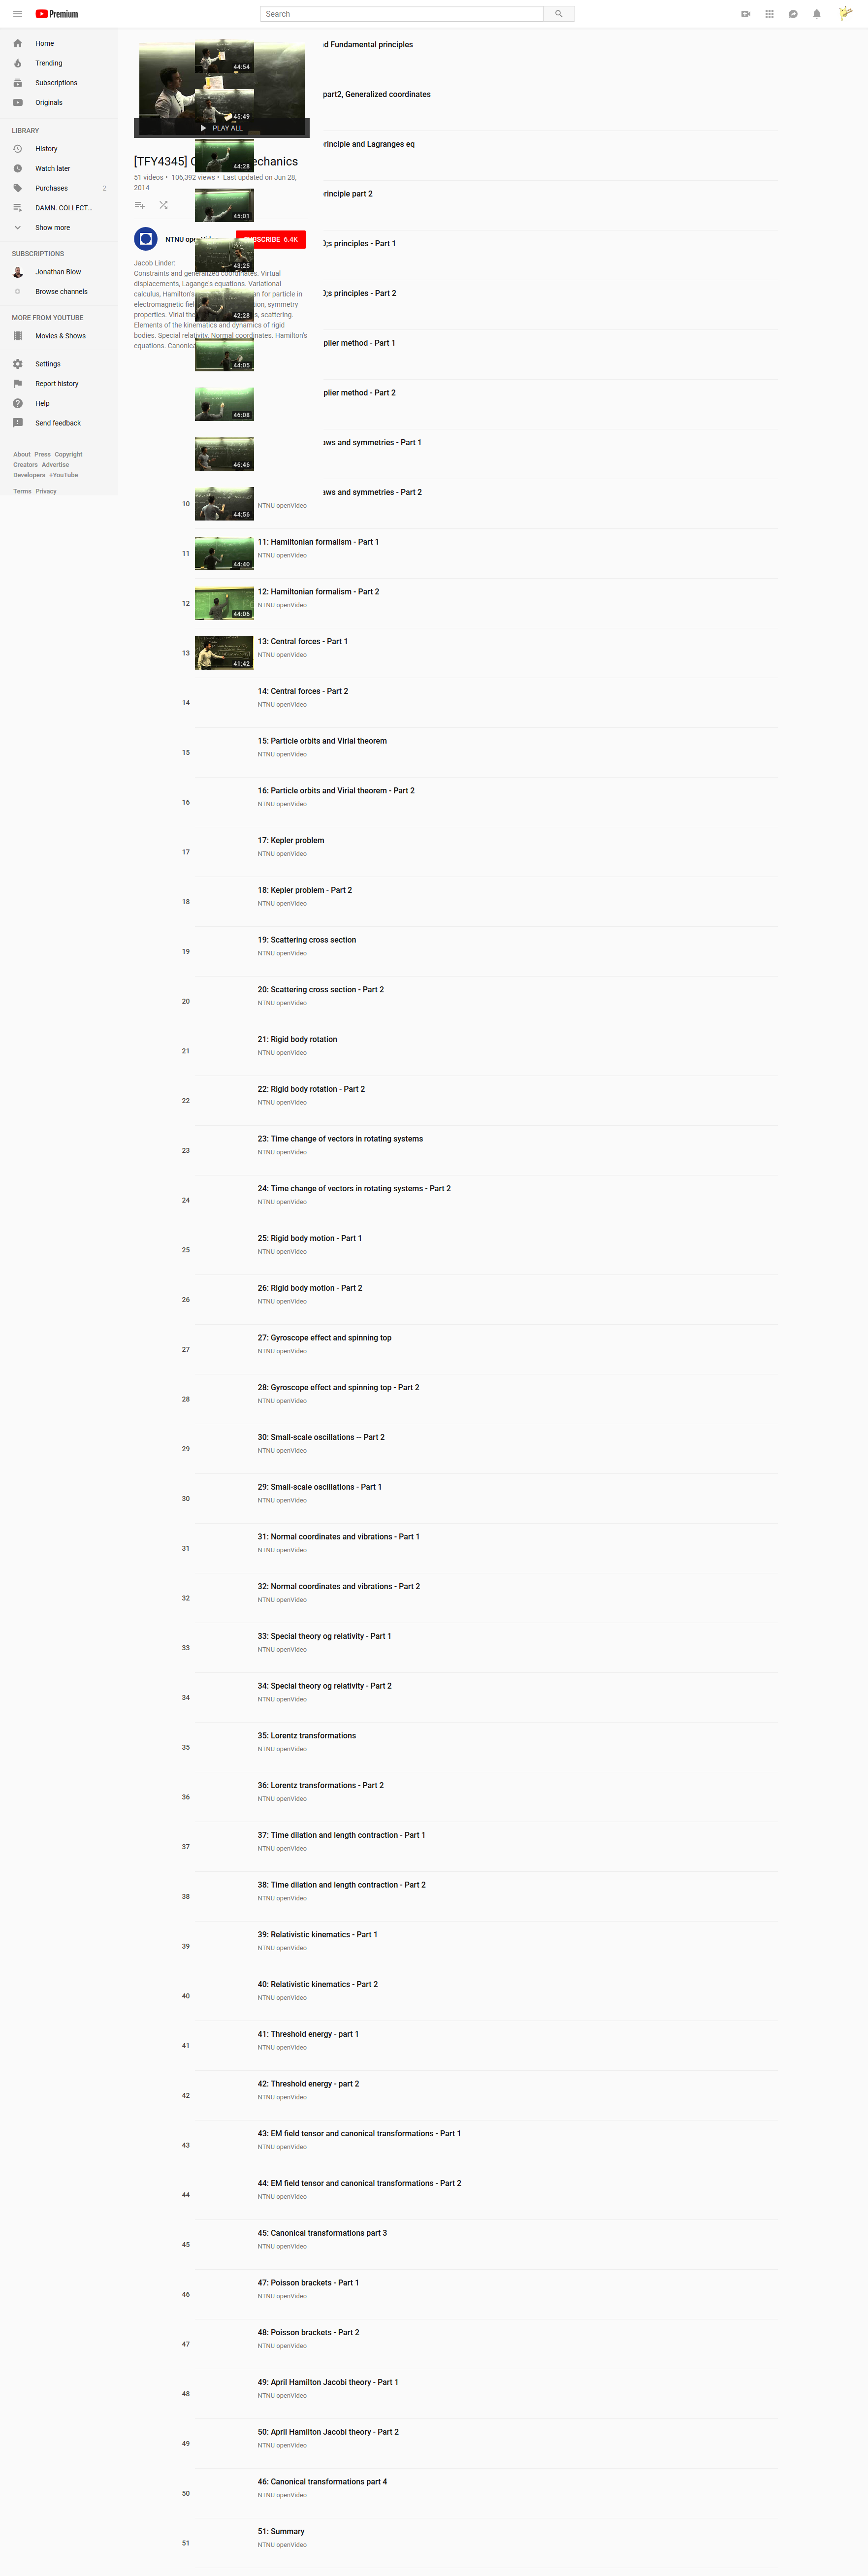 Premium
Search
Home
Trending
Subscriptions
Originals
LIBRARY
History
Watch later
Purchases 2
DAMN. COLLECT...
Show more
SUBSCRIPTIONS
Jonathan Blow
Browse channels
MORE FROM YOUTUBE
Movies & Shows
Settings
Report history
Help
Send feedback
About Press Copyright
Creators Advertise
Developers +YouTube
Terms Privacy
PLAY ALL
[TFY4345] C echanics
51 videos • 106,392 views • Last updated on Jun 28,
2014
NTNU
SUBSCRIBE 6.4K
Jacob Linder:
Constraints and generalized coordinates. Virtual
displacements, Lagange's equations. Variational
calculus, Hamilton's n for particle in
electromagnetic symmetry
properties. Virial scattering.
Elements of the kinematics and dynamics of rigid
bodies. Special relativity. Normal coordinates. Hamilton's
equations.
44:54
d Fundamental principles
45:49
part2, Generalized coordinates
44:28
rinciple and Lagranges eq
45:01
rinciple part 2
43:25
0;s principles - Part 1
42:28
0;s principles - Part 2
44:05
plier method - Part 1
46:08
plier method - Part 2
46:46
aws and symmetries - Part 1
10
44:56
aws and symmetries - Part 2
NTNU openVideo
11
44:40
11: Hamiltonian formalism - Part 1
NTNU openVideo
12
44:06
12: Hamiltonian formalism - Part 2
NTNU openVideo
13
41:42
13: Central forces - Part 1
NTNU openVideo
14
14: Central forces - Part 2
NTNU openVideo
15
15: Particle orbits and Virial theorem
NTNU openVideo
16
16: Particle orbits and Virial theorem - Part 2
NTNU openVideo
17
17: Kepler problem
NTNU openVideo
18
18: Kepler problem - Part 2
NTNU openVideo
19
19: Scattering cross section
NTNU openVideo
20
20: Scattering cross section - Part 2
NTNU openVideo
21
21: Rigid body rotation
NTNU openVideo
22
22: Rigid body rotation - Part 2
NTNU openVideo
23
23: Time change of vectors in rotating systems
NTNU openVideo
24
24: Time change of vectors in rotating systems - Part 2
NTNU openVideo
25
25: Rigid body motion - Part 1
NTNU openVideo
26
26: Rigid body motion - Part 2
NTNU openVideo
27
27: Gyroscope effect and spinning top
NTNU openVideo
28
28: Gyroscope effect and spinning top - Part 2
NTNU openVideo
29
30: Small-scale oscillations -- Part 2
NTNU openVideo
30
29: Small-scale oscillations - Part 1
NTNU openVideo
31
31: Normal coordinates and vibrations - Part 1
NTNU openVideo
32
32: Normal coordinates and vibrations - Part 2
NTNU openVideo
33
33: Special theory og relativity - Part 1
NTNU openVideo
34
34: Special theory og relativity - Part 2
NTNU openVideo
35
35: Lorentz transformations
NTNU openVideo
36
36: Lorentz transformations - Part 2
NTNU openVideo
37
37: Time dilation and length contraction - Part 1
NTNU openVideo
38
38: Time dilation and length contraction - Part 2
NTNU openVideo
39
39: Relativistic kinematics - Part 1
NTNU openVideo
40
40: Relativistic kinematics - Part 2
NTNU openVideo
41
41: Threshold energy - part 1
NTNU openVideo
42
42: Threshold energy - part 2
NTNU openVideo
43
43: EM field tensor and canonical transformations - Part 1
NTNU openVideo
44
44: EM field tensor and canonical transformations - Part 2
NTNU openVideo
45
45: Canonical transformations part 3
NTNU openVideo
46
47: Poisson brackets - Part 1
NTNU openVideo
47
48: Poisson brackets - Part 2
NTNU openVideo
48
49: April Hamilton Jacobi theory - Part 1
NTNU openVideo
49
50: April Hamilton Jacobi theory - Part 2
NTNU openVideo
50
46: Canonical transformations part 4
NTNU openVideo
51
51: Summary
NTNU openVideo